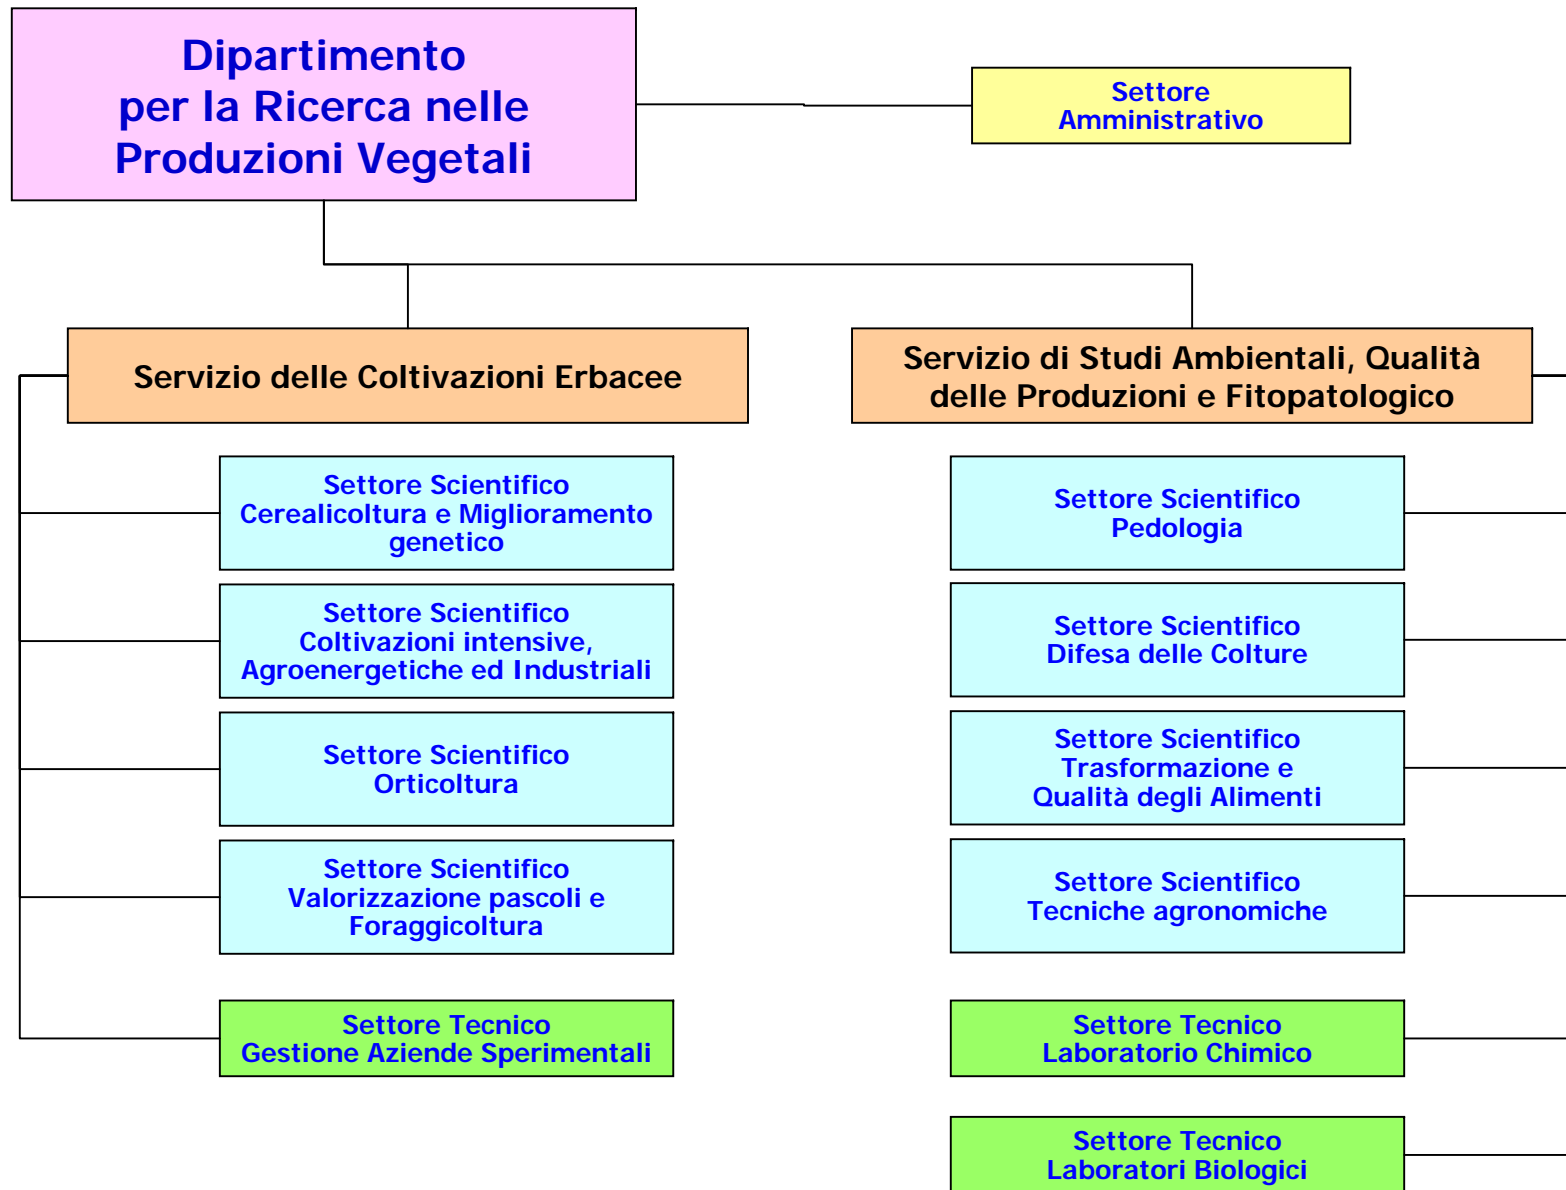 Dipartimento
per la Ricerca nelle
Produzioni Vegetali
Settore
Amministrativo
Servizio delle Coltivazioni Erbacee
Settore Scientifico
Cerealicoltura e Miglioramento
genetico
Settore Scientifico
Coltivazioni intensive,
Agroenergetiche ed Industriali
Settore Scientifico
Orticoltura
Settore Scientifico
Valorizzazione pascoli e
Foraggicoltura
Settore Tecnico
Gestione Aziende Sperimentali
Servizio di Studi Ambientali, Qualità
delle Produzioni e Fitopatologico
Settore Scientifico
Pedologia
Settore Scientifico
Difesa delle Colture
Settore Scientifico
Trasformazione e
Qualità degli Alimenti
Settore Scientifico
Tecniche agronomiche
Settore Tecnico
Laboratorio Chimico
Settore Tecnico
Laboratori Biologici